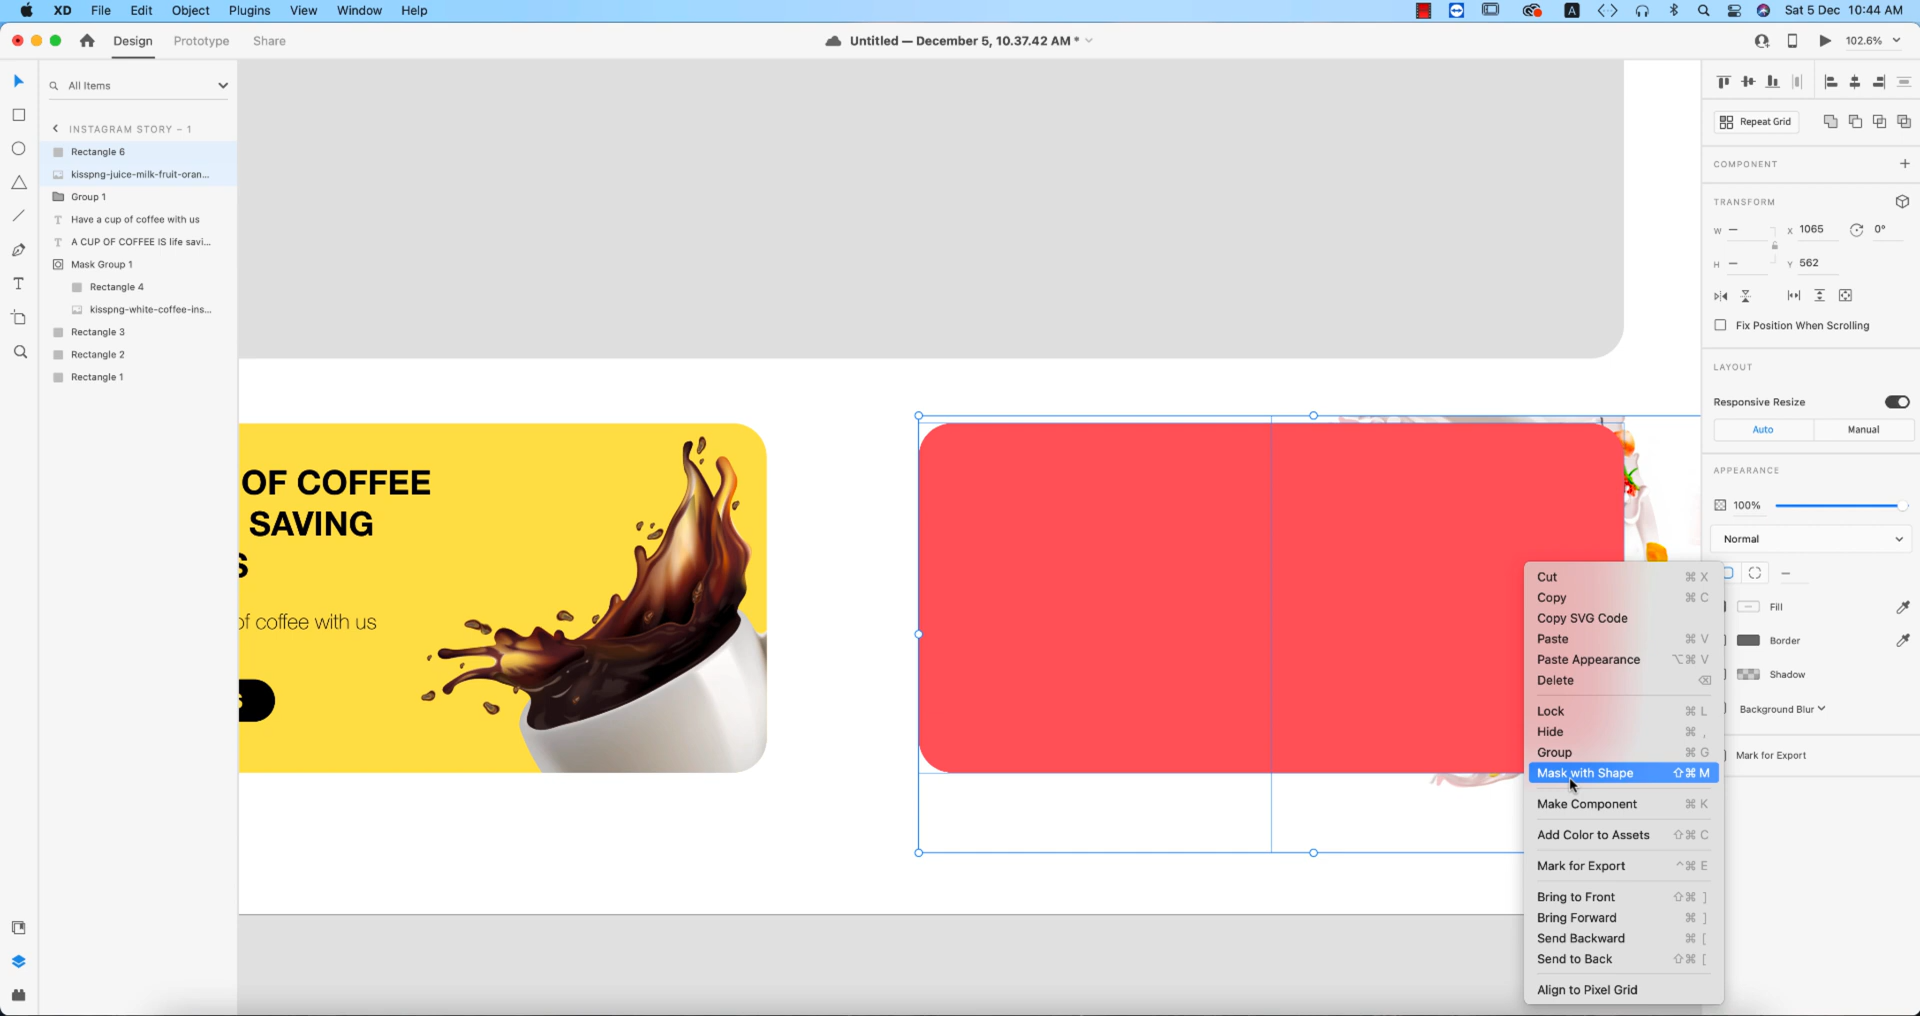 XD File Edit Object Plugins View Window Help
A
Sat 5 Dec 10:44 AM
Design Prototype Share
Untitled — December 5, 10.37.42 AM *
102.6%
All Items
INSTAGRAM STORY – 1
Rectangle 6
kisspng-juice-milk-fruit-oran...
Group 1
Have a cup of coffee with us
A CUP OF COFFEE IS life savi...
Mask Group 1
Rectangle 4
kisspng-white-coffee-ins...
Rectangle 3
Rectangle 2
Rectangle 1
OF COFFEE
SAVING
S
of coffee with us
S
Cut ⌘ X
Copy ⌘ C
Copy SVG Code
Paste ⌘ V
Paste Appearance ⌥⌘ V
Delete ⌫
Lock ⌘ L
Hide ⌘ ,
Group ⌘ G
Mask with Shape ⇧⌘ M
Make Component ⌘ K
Add Color to Assets ⇧⌘ C
Mark for Export ^⌘ E
Bring to Front ⇧⌘ ]
Bring Forward ⌘ ]
Send Backward ⌘ [
Send to Back ⇧⌘ [
Align to Pixel Grid
Repeat Grid
COMPONENT
TRANSFORM
W — X 1065 0°
H — Y 562
Fix Position When Scrolling
LAYOUT
Responsive Resize
Auto Manual
APPEARANCE
100%
Normal
—
Fill
Border
Shadow
Background Blur
Mark for Export